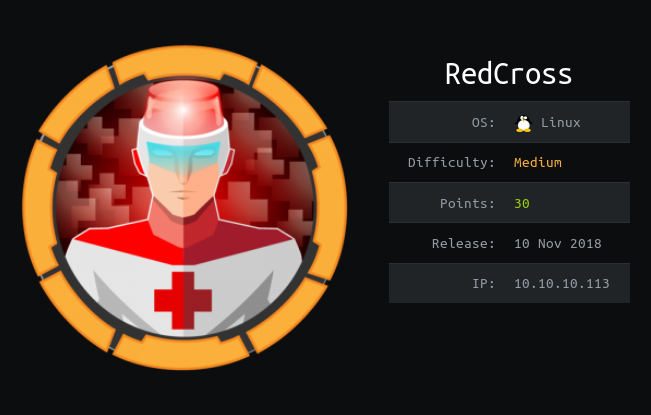 RedCross
OS: Linux
Difficulty: Medium
Points: 30
Release: 10 Nov 2018
IP: 10.10.10.113